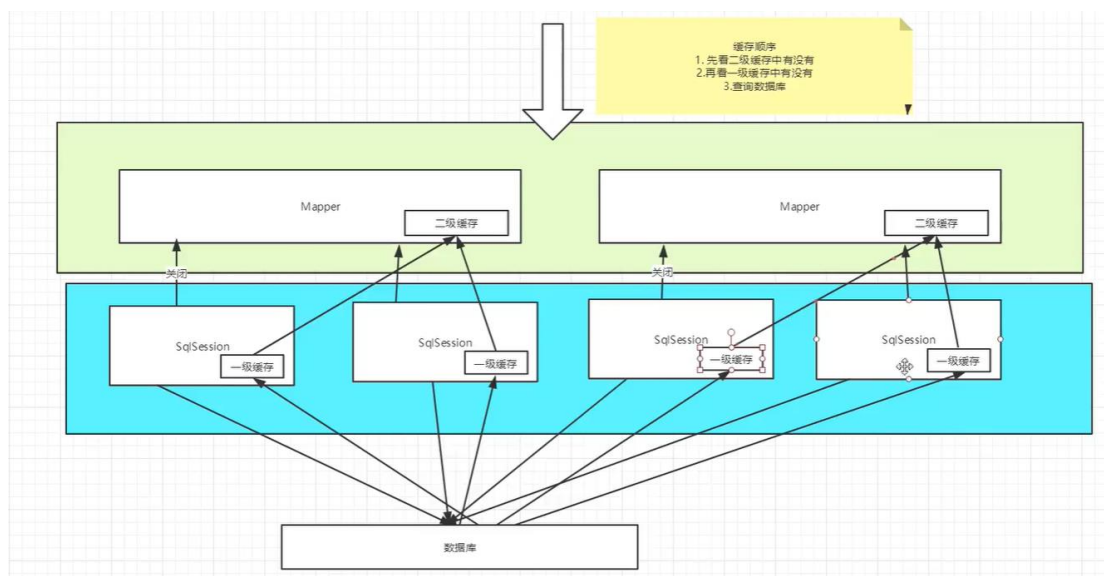 缓存顺序
1. 先看二级缓存中有没有
2.再看一级缓存中有没有
3.查询数据库
Mapper
二级缓存
Mapper
二级缓存
关闭
关闭
SqlSession
一级缓存
SqlSession
一级缓存
SqlSession
一级缓存
SqlSession
一级缓存
数据库